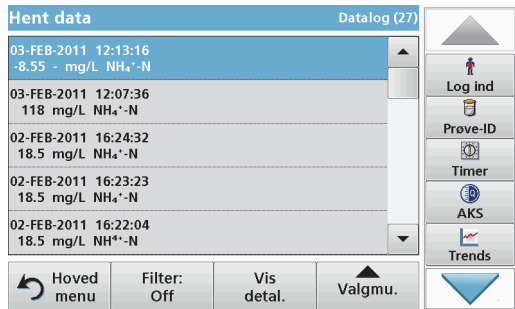 Hent data
Datalog (27)
03-FEB-2011 12:13:16
-8.55 - mg/L NH₄⁺-N
03-FEB-2011 12:07:36
118 mg/L NH₄⁺-N
02-FEB-2011 16:24:32
18.5 mg/L NH₄⁺-N
02-FEB-2011 16:23:23
18.5 mg/L NH₄⁺-N
02-FEB-2011 16:22:04
18.5 mg/L NH⁴⁺-N
Hoved
menu
Filter:
Off
Vis
detal.
Valgmu.
Log ind
Prøve-ID
Timer
AKS
Trends